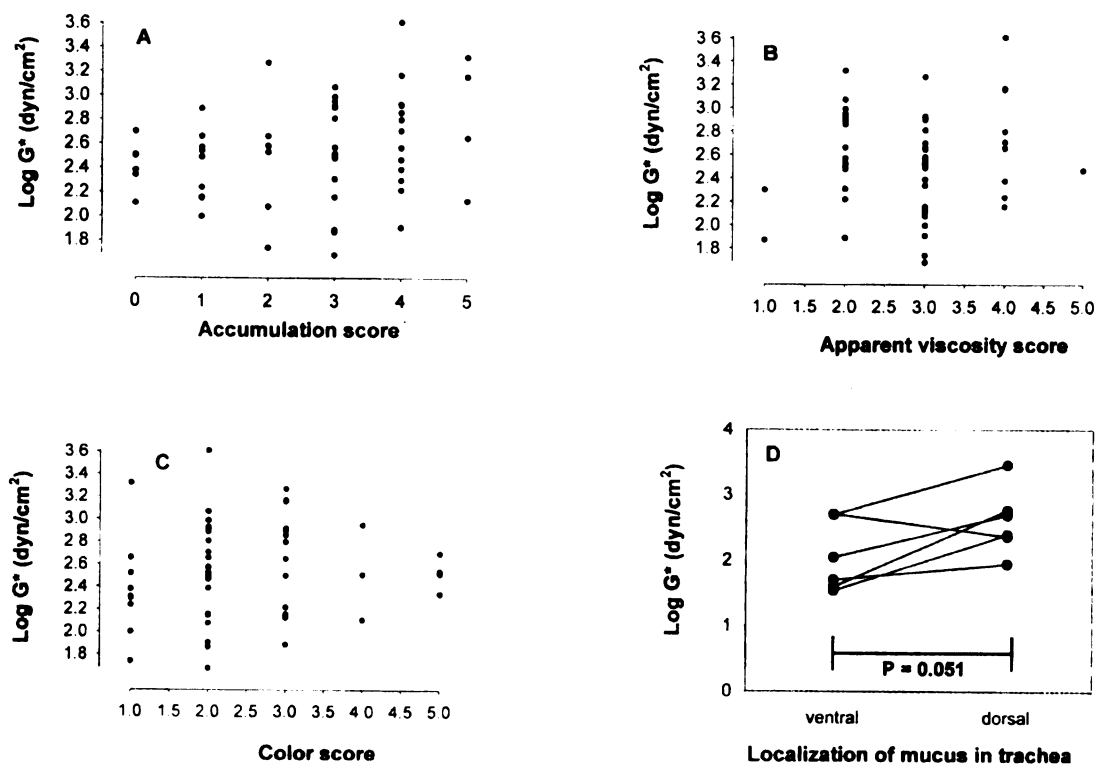 A
Log G* (dyn/cm²)
3.6
3.4
3.2
3.0
2.8
2.6
2.4
2.2
2.0
1.8
0 1 2 3 4 5
Accumulation score
B
Log G* (dyn/cm²)
3 6
3.4
3.2
3.0
2.8
2.6
2.4
2.2
2.0
1.8
1.0 1.5 2.0 2.5 3.0 3.5 4.0 4.5 5.0
Apparent viscosity score
C
Log G* (dyn/cm²)
3.6
3.4
3.2
3.0
2.8
2.6
2.4
2.2
2.0
1.8
1.0 1.5 2.0 2.5 3.0 3.5 4 0 4.5 5.0
Color score
D
Log G* (dyn/cm²)
4
3
2
1
0
P = 0.051
ventral dorsal
Localization of mucus in trachea